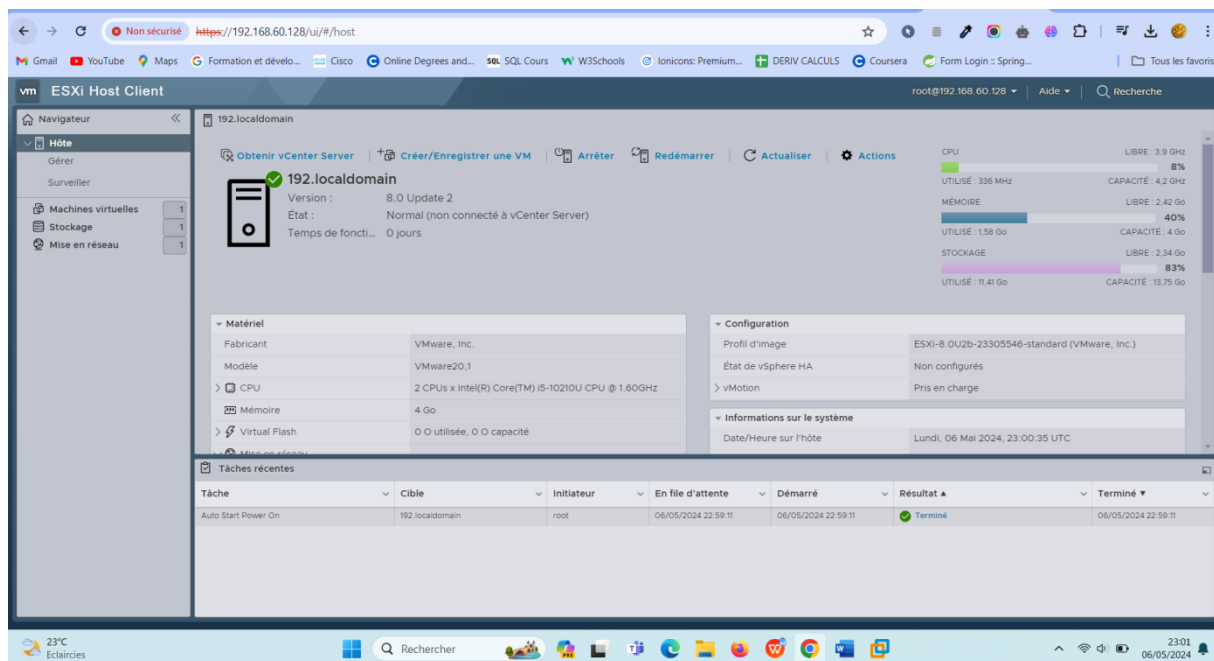 Non sécurisé https://192.168.60.128/ui/#/host
Gmail YouTube Maps Formation et dévelo... Cisco Online Degrees and... SQL SQL Cours W3Schools Ionicons: Premium... DERIV CALCULS Coursera Form Login :: Spring... Tous les favoris
vm ESXi Host Client root@192.168.60.128 Aide Recherche
Navigateur
Hôte
Gérer
Surveiller
Machines virtuelles 1
Stockage 1
Mise en réseau 1
192.localdomain
Obtenir vCenter Server Créer/Enregistrer une VM Arrêter Redémarrer Actualiser Actions
192.localdomain
Version : 8.0 Update 2
État : Normal (non connecté à vCenter Server)
Temps de foncti... 0 jours
CPU LIBRE : 3,9 GHz
8%
UTILISÉ : 336 MHz CAPACITÉ : 4,2 GHz
MÉMOIRE LIBRE : 2,42 Go
40%
UTILISÉ : 1,58 Go CAPACITÉ : 4 Go
STOCKAGE LIBRE : 2,34 Go
83%
UTILISÉ : 11,41 Go CAPACITÉ : 13,75 Go
Matériel
Fabricant VMware, Inc.
Modèle VMware20,1
CPU 2 CPUs x Intel(R) Core(TM) i5-10210U CPU @ 1.60GHz
Mémoire 4 Go
Virtual Flash 0 O utilisée, 0 O capacité
Mise en réseau
Configuration
Profil d'image ESXi-8.0U2b-23305546-standard (VMware, Inc.)
État de vSphere HA Non configurés
vMotion Pris en charge
Informations sur le système
Date/Heure sur l'hôte Lundi, 06 Mai 2024, 23:00:35 UTC
Tâches récentes
Tâche Cible Initiateur En file d'attente Démarré Résultat Terminé
Auto Start Power On 192.localdomain root 06/05/2024 22:59:11 06/05/2024 22:59:11 Terminé 06/05/2024 22:59:11
23°C
Eclaircies
Rechercher
23:01
06/05/2024